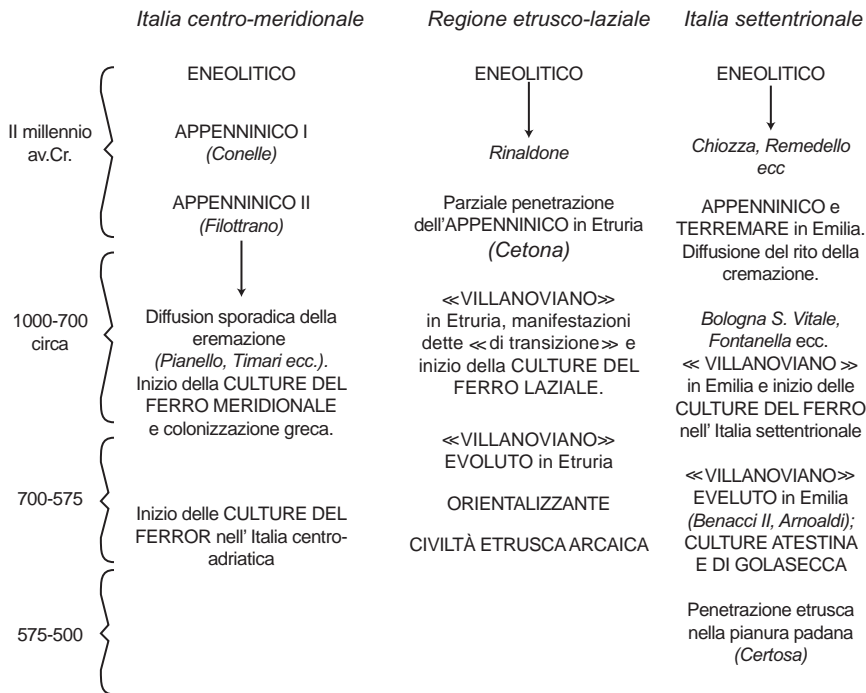 Italia centro-meridionale
Regione etrusco-laziale
Italia settentrionale
II millennio
av.Cr.
ENEOLITICO
APPENNINICO I
(Conelle)
APPENNINICO II
(Filottrano)
ENEOLITICO
Rinaldone
Parziale penetrazione
dell'APPENNINICO in Etruria
(Cetona)
ENEOLITICO
Chiozza, Remedello
ecc
APPENNINICO e
TERREMARE in Emilia.
Diffusione del rito della
cremazione.
1000-700
circa
Diffusion sporadica della
eremazione
(Pianello, Timari ecc.).
Inizio della CULTURE DEL
FERRO MERIDIONALE
e colonizzazione greca.
≪VILLANOVIANO≫
in Etruria, manifestazioni
dette ≪di transizione≫ e
inizio della CULTURE DEL
FERRO LAZIALE.
Bologna S. Vitale,
Fontanella ecc.
≪ VILLANOVIANO ≫
in Emilia e inizio delle
CULTURE DEL FERRO
nell' Italia settentrionale
700-575
Inizio delle CULTURE DEL
FERROR nell' Italia centro-
adriatica
≪VILLANOVIANO≫
EVOLUTO in Etruria
ORIENTALIZZANTE
CIVILTÀ ETRUSCA ARCAICA
≪VILLANOVIANO≫
EVELUTO in Emilia
(Benacci II, Arnoaldi);
CULTURE ATESTINA
E DI GOLASECCA
575-500
Penetrazione etrusca
nella pianura padana
(Certosa)